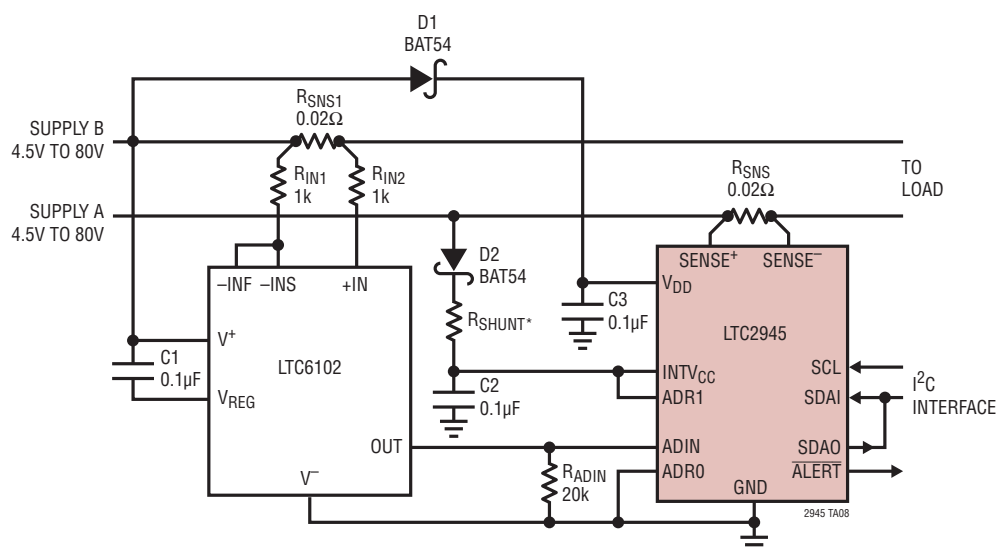 D1
BAT54
SUPPLY B
4.5V TO 80V
RSNS1
0.02Ω
RIN1
1k
RIN2
1k
SUPPLY A
4.5V TO 80V
RSNS
0.02Ω
TO
LOAD
D2
BAT54
RSHUNT*
C2
0.1µF
C3
0.1µF
–INF
–INS
+IN
V+
C1
0.1µF
LTC6102
VREG
OUT
V–
RADIN
20k
SENSE+
SENSE–
VDD
LTC2945
INTVCC
ADR1
ADIN
ADR0
GND
SCL
SDAI
SDAO
ALERT
I2C
INTERFACE
2945 TA08